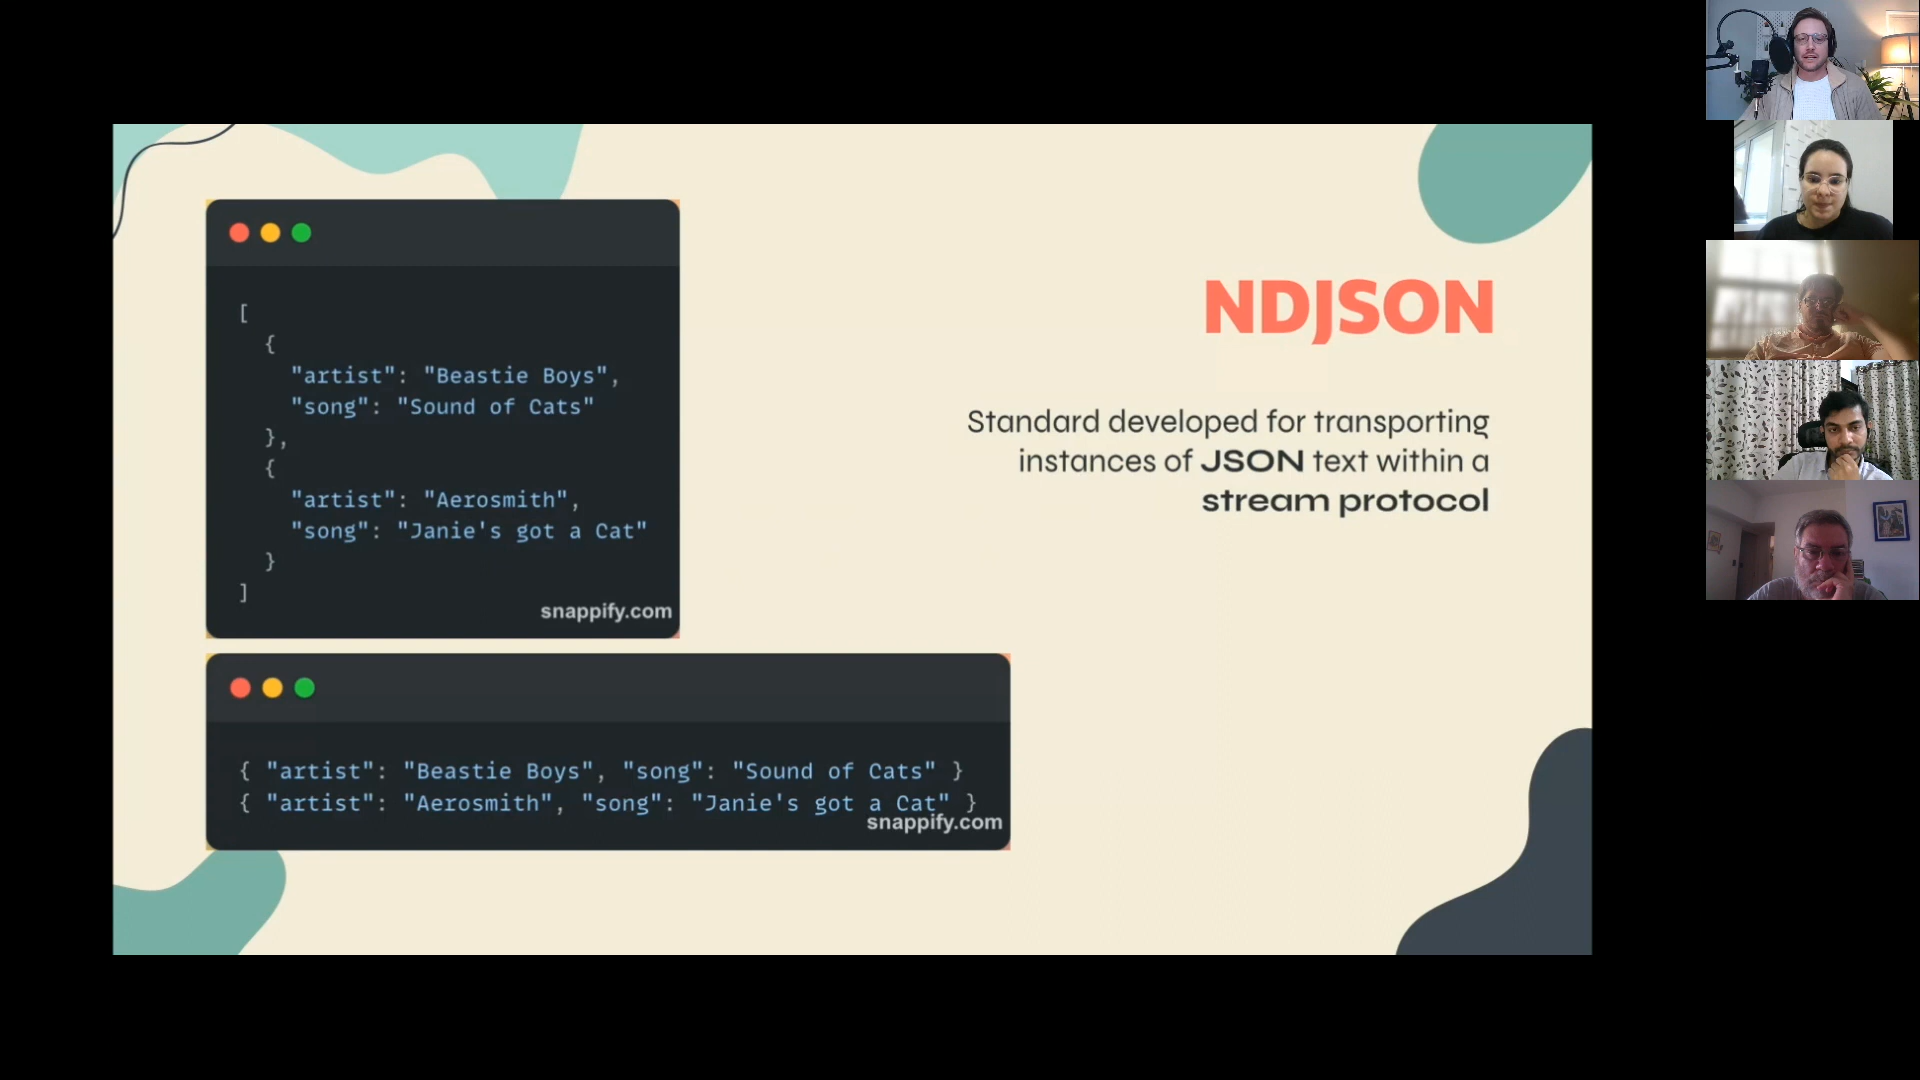 [
{
"artist": "Beastie Boys",
"song": "Sound of Cats"
},
{
"artist": "Aerosmith",
"song": "Janie's got a Cat"
}
]
snappify.com
{ "artist": "Beastie Boys", "song": "Sound of Cats" }
{ "artist": "Aerosmith", "song": "Janie's got a Cat" }
snappify.com
NDJSON
Standard developed for transporting
instances of JSON text within a
stream protocol